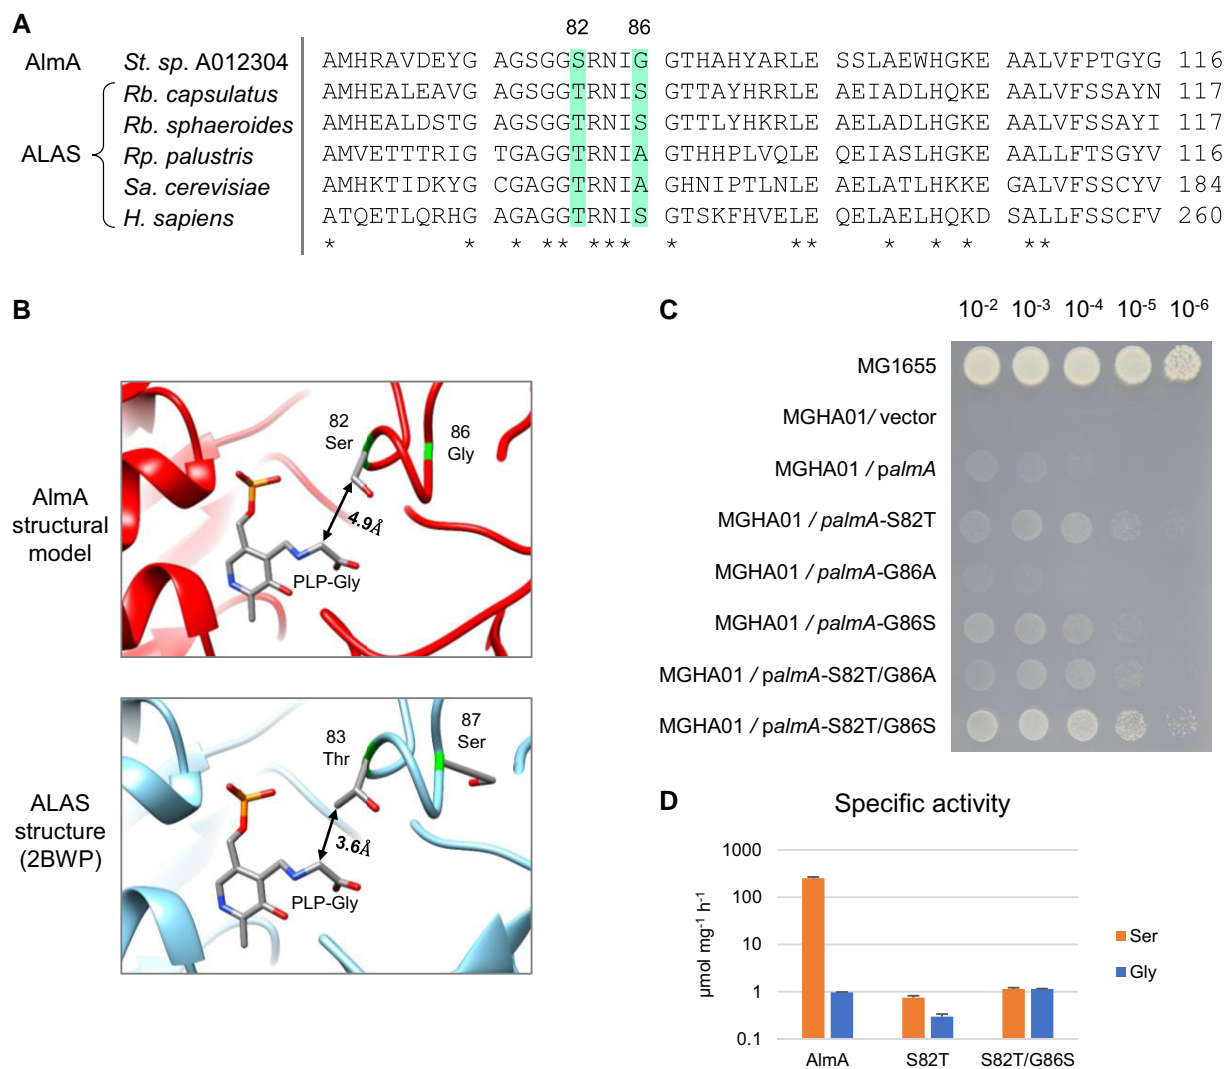 A
82 86
AlmA St. sp. A012304 AMHRAVDEYG AGSGGSRNIG GTHAHYARLE SSLAEWHGKE AALVFPTGYG 116
Rb. capsulatus AMHEALEAVG AGSGGTRNIS GTTAYHRRLE AEIADLHQKE AALVFSSAYN 117
Rb. sphaeroides AMHEALDSTG AGSGGTRNIS GTTLYHKRLE AELADLHGKE AALVFSSAYI 117
ALAS Rp. palustris AMVETTTRIG TGAGGTRNIA GTHHPLVQLE QEIASLHGKE AALLFTSGYV 116
Sa. cerevisiae AMHKTIDKYG CGAGGTRNIA GHNIPTLNLE AELATLHKKE GALVFSSCYV 184
H. sapiens ATQETLQRHG AGAGGTRNIS GTSKFHVELE QELAELHQKD SALLFSSCFV 260
* * * ** *** * ** * * * **
B
AlmA
structural
model
82
Ser
86
Gly
4.9Å
PLP-Gly
ALAS
structure
(2BWP)
83
Thr
87
Ser
3.6Å
PLP-Gly
C
10-2 10-3 10-4 10-5 10-6
MG1655
MGHA01/ vector
MGHA01 / palmA
MGHA01 / palmA-S82T
MGHA01 / palmA-G86A
MGHA01 / palmA-G86S
MGHA01 / palmA-S82T/G86A
MGHA01 / palmA-S82T/G86S
D
Specific activity
µmol mg-1 h-1
1000
100
10
1
0.1
AlmA S82T S82T/G86S
Ser
Gly